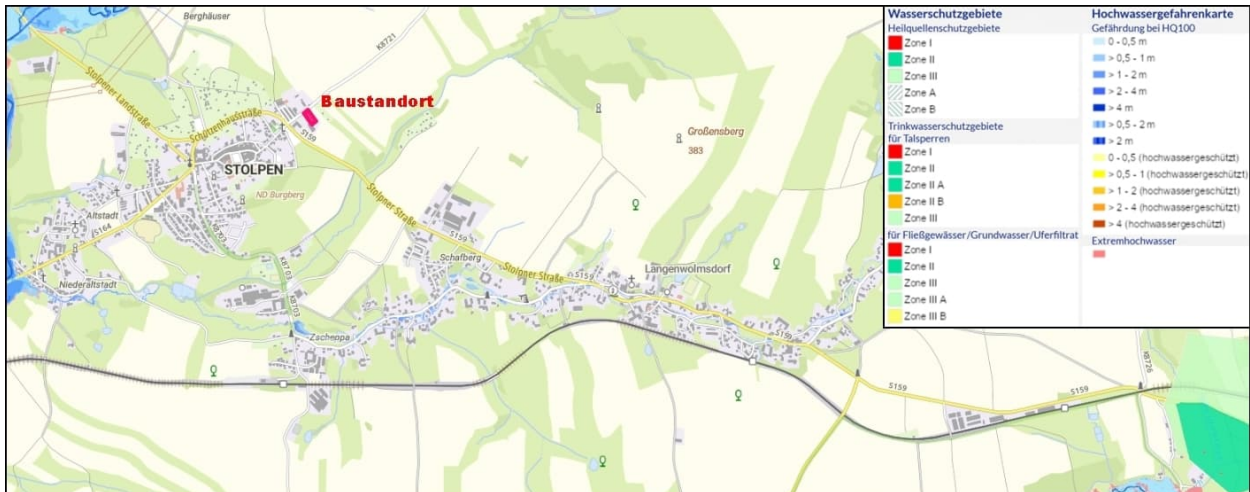 Berghäuser
K8721
Stolpener Landstraße
Baustandort
Schützenhausstraße
S159
STOLPEN
ND Burgberg
Großensberg
383
Altstadt
S164
Stolpner Straße
K8703
S159
Schafberg
Niederaltstadt
K8703
K8703
Stolpner Straße
S159
Langenwolmsdorf
Zschenpa
S159
S159
S159
K8726
Wasserschutzgebiete
Heilquellenschutzgebiete
Zone I
Zone II
Zone III
Zone A
Zone B
Trinkwasserschutzgebiete
für Talsperren
Zone I
Zone II
Zone II A
Zone II B
Zone III
für Fließgewässer/Grundwasser/Uferfiltrat
Zone I
Zone II
Zone III
Zone III A
Zone III B
Hochwassergefahrenkarte
Gefährdung bei HQ100
0 - 0,5 m
> 0,5 - 1 m
> 1 - 2 m
> 2 - 4 m
> 4 m
> 0,5 - 2 m
> 2 m
0 - 0,5 (hochwassergeschützt)
> 0,5 - 1 (hochwassergeschützt)
> 1 - 2 (hochwassergeschützt)
> 2 - 4 (hochwassergeschützt)
> 4 (hochwassergeschützt)
Extremhochwasser